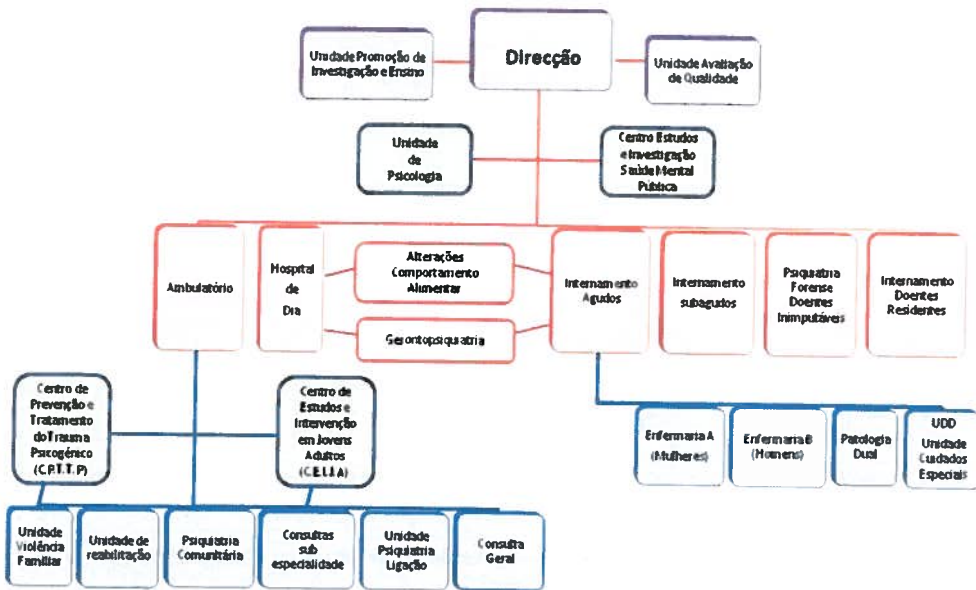 Direcção
Unidade Promoção de
Investigação e Ensino
Unidade Avaliação
de Qualidade
Unidade
de
Psicologia
Centro Estudos
e Investigação
Saúde Mental
Pública
Ambulatório
Hospital
de
Dia
Alterações
Comportamento
Alimentar
Gerontopsiquiatria
Internamento
Agudos
Internamento
subagudos
Psiquiatria
Forense
Doentes
Inimputáveis
Internamento
Doentes
Residentes
Centro de
Prevenção e
Tratamento
do Trauma
Psicogénico
(C.P.T.T.P)
Centro de
Estudos e
Intervenção
em Jovens
Adultos
(C.E.I.J.A)
Enfermaria A
(Mulheres)
Enfermaria B
(Homens)
Patologia
Dual
UDD
Unidade
Cuidados
Especiais
Unidade
Violência
Familiar
Unidade de
reabilitação
Psiquiatria
Comunitária
Consultas
sub
especialidade
Unidade
Psiquiatria
Ligação
Consulta
Geral